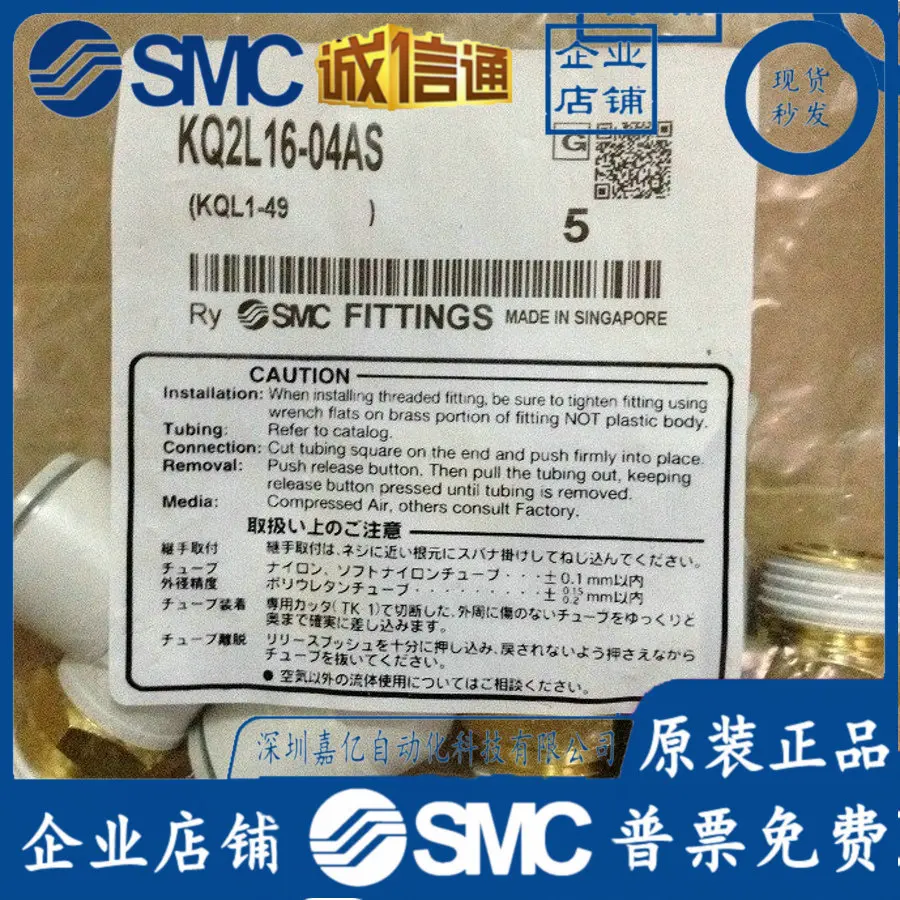 SMC 诚信通
企业
店铺
现货
秒发
KQ2L16-04AS
G
(KQL1-49 )
5
Ry SMC FITTINGS MADE IN SINGAPORE
CAUTION
Installation: When installing threaded fitting, be sure to tighten fitting using
wrench flats on brass portion of fitting NOT plastic body.
Tubing: Refer to catalog.
Connection: Cut tubing square on the end and push firmly into place.
Removal: Push release button. Then pull the tubing out, keeping
release button pressed until tubing is removed.
Media: Compressed Air, others consult Factory.
取扱い上のご注意
継手取付 継手取付は、ネジに近い根元にスパナ掛けしてねじ込んでください。
チューブ ナイロン、ソフトナイロンチューブ・・・±0.1mm以内
外径精度 ポリウレタンチューブ・・・・・・・・・± 0.15 0.2 mm以内
チューブ装着 専用カッタ(TK-1)で切断した、外周に傷のないチューブをゆっくりと
奥まで確実に差し込みます。
チューブ離脱 リリースプッシュを十分に押し込み、戻されないよう押さえながら
チューブを抜いてください。
● 空気以外の流体使用についてはご相談ください。
深圳嘉亿自动化科技有限公司
原装正品
企业店铺 SMC 普票免费